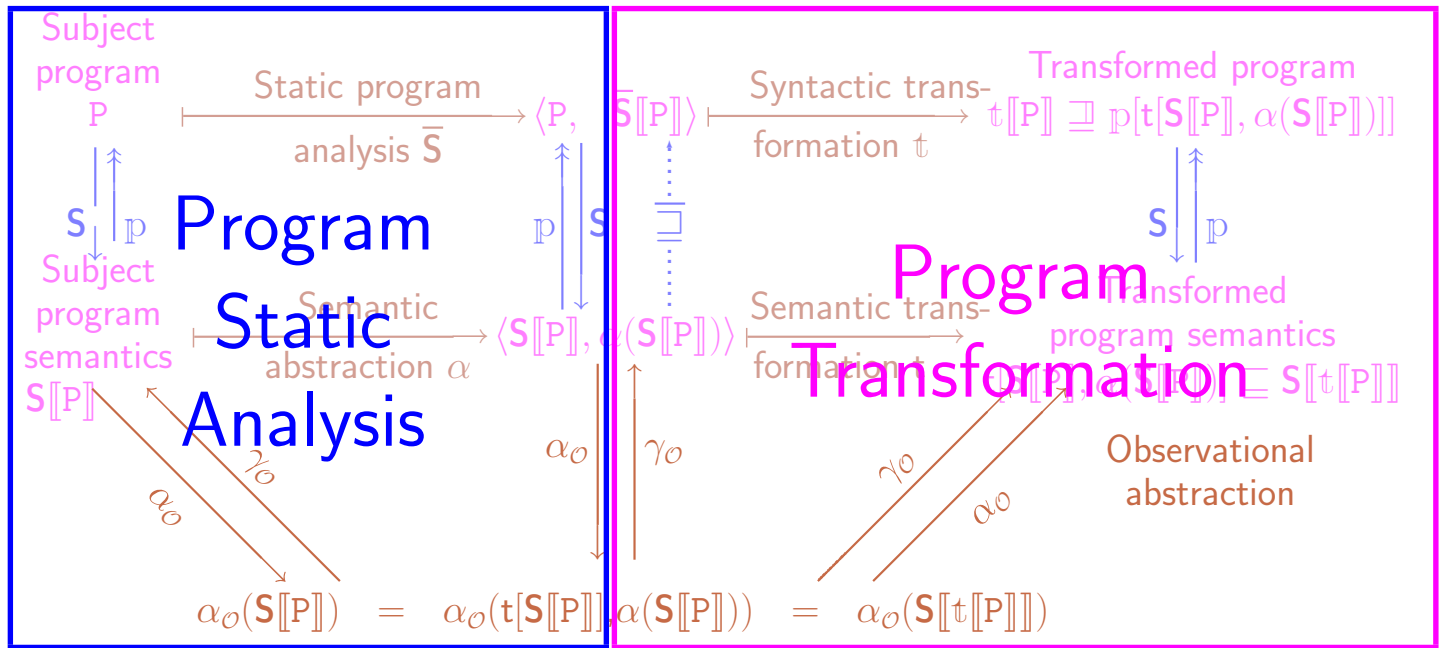 Subject
program
P
Static program
analysis S̅
⟨P, S̅⟦P⟧⟩
Syntactic trans-
formation 𝕥
Transformed program
𝕥⟦P⟧ ⊒ 𝕡[t[S⟦P⟧, α(S⟦P⟧)]]
S 𝕡
𝕡 S ⊑
S 𝕡
Program
Static
Analysis
Program
Transformation
Subject
program
semantics
S⟦P⟧
Semantic
abstraction α
⟨S⟦P⟧, α(S⟦P⟧)⟩
Semantic trans-
formation t
Transformed
program semantics
[S⟦P⟧, α(S⟦P⟧)] ⊑ S⟦𝕥⟦P⟧⟧
α𝒪 γ𝒪
α𝒪 γ𝒪
γ𝒪 α𝒪
Observational
abstraction
α𝒪(S⟦P⟧) = α𝒪(t[S⟦P⟧],α(S⟦P⟧)) = α𝒪(S⟦𝕥⟦P⟧⟧)